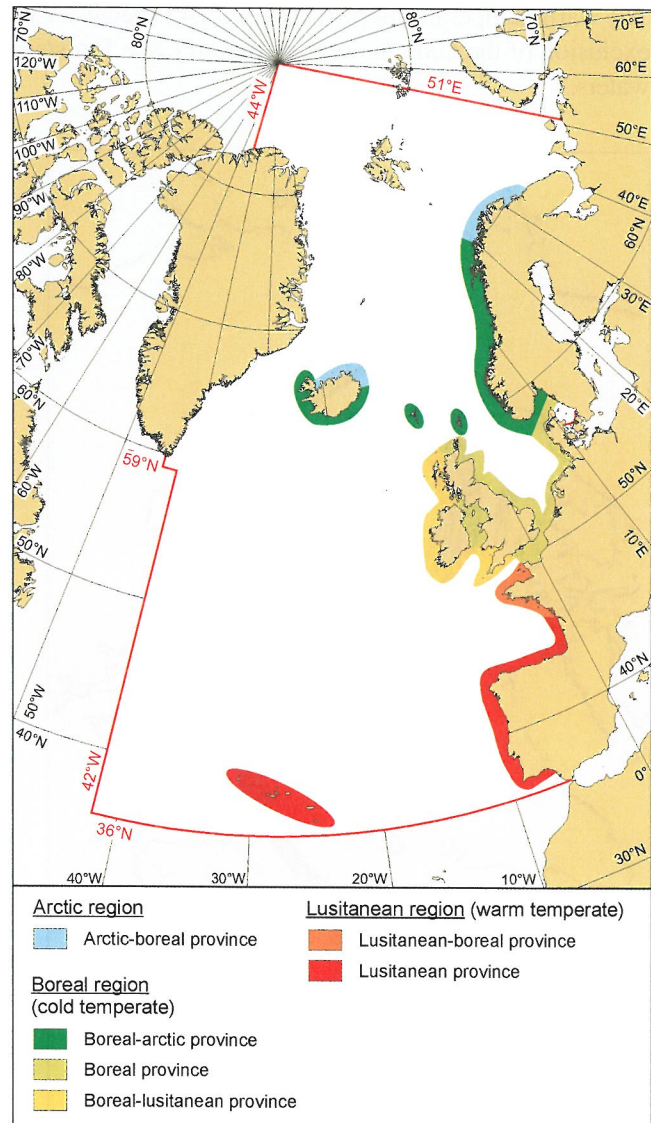 70°N
80°N
80°N
70°N
70°E
120°W
60°E
110°W
44°W
51°E
50°E
100°W
90°W
40°E
80°W
60°N
30°E
70°W
20°E
60°N
59°N
50°N
60°W
10°E
50°N
40°N
50°W
40°N
42°W
0°
36°N
30°N
40°W
30°W
20°W
10°W
Arctic region
Arctic-boreal province
Boreal region
(cold temperate)
Boreal-arctic province
Boreal province
Boreal-lusitanean province
Lusitanean region (warm temperate)
Lusitanean-boreal province
Lusitanean province